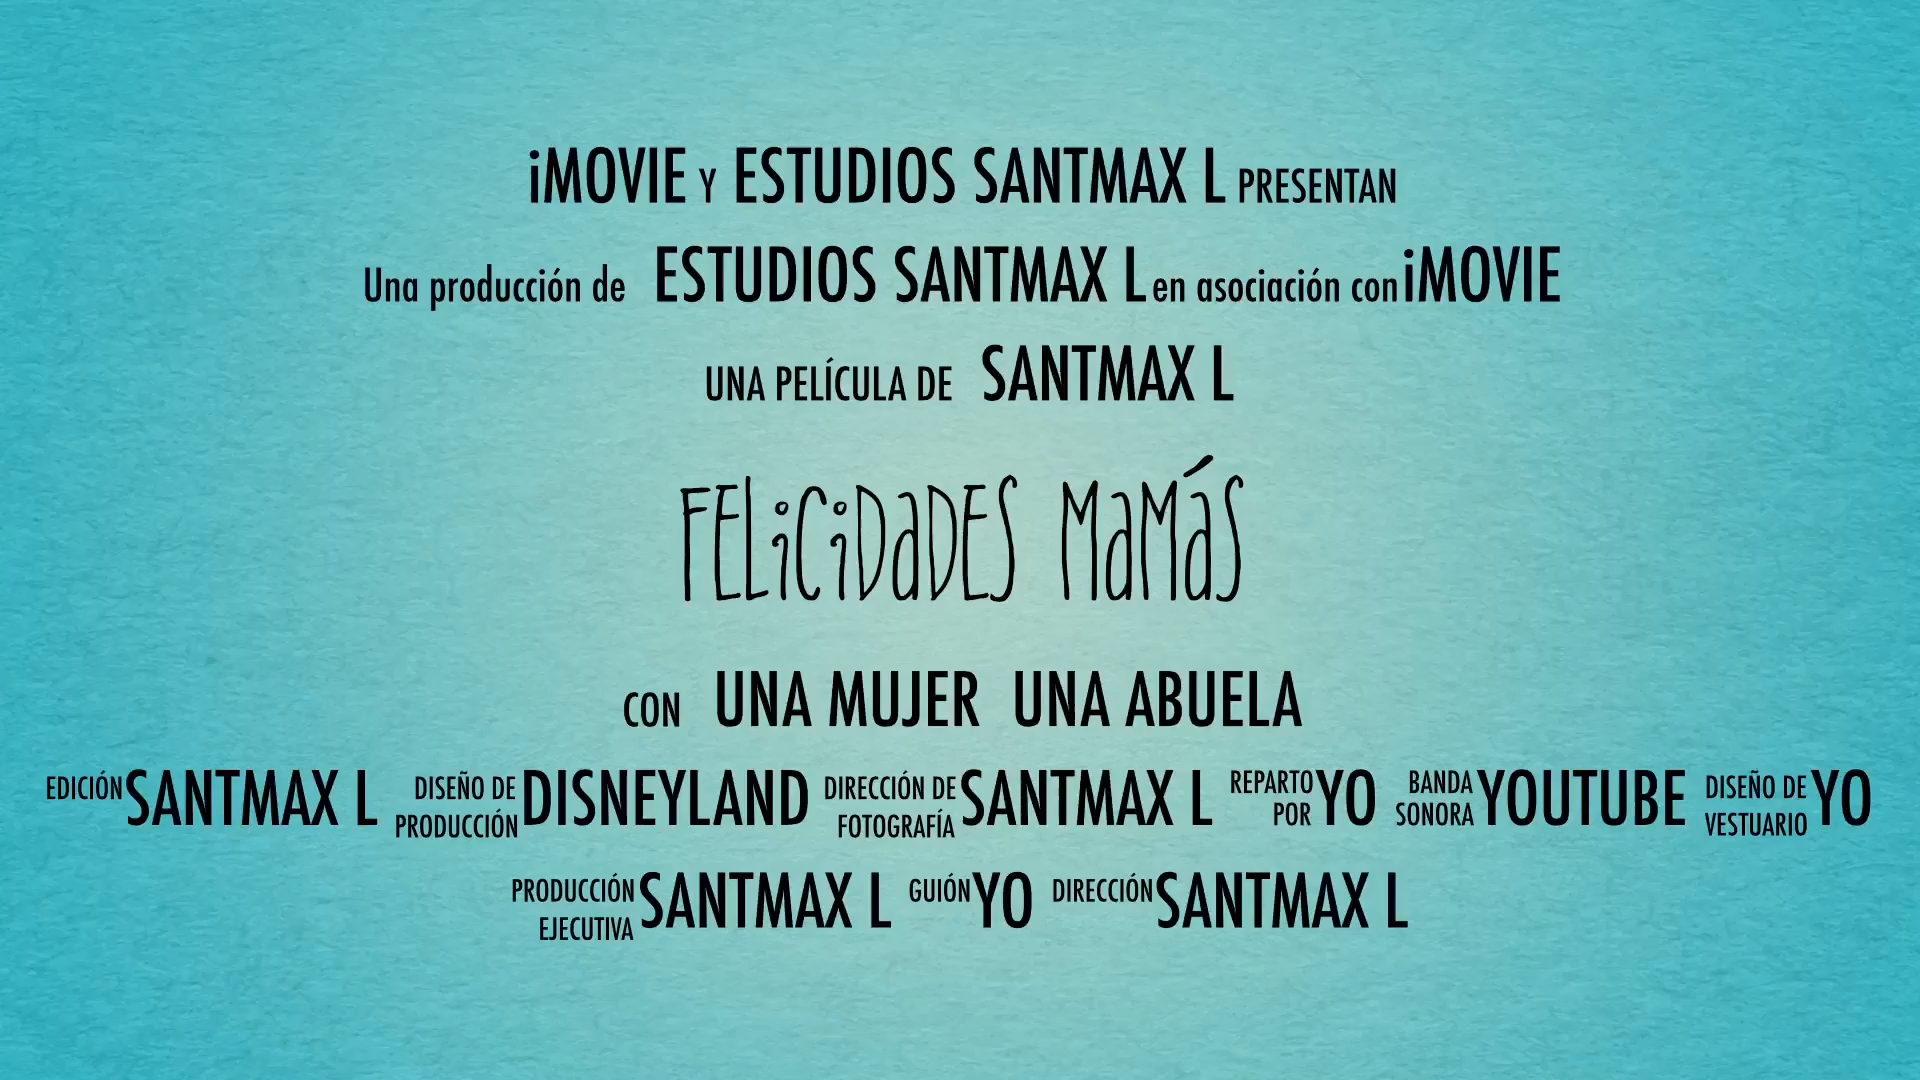 iMOVIE Y ESTUDIOS SANTMAX L PRESENTAN
Una producción de ESTUDIOS SANTMAX L en asociación con iMOVIE
UNA PELÍCULA DE SANTMAX L
FELiCiDaDES MaMáS
CON UNA MUJER UNA ABUELA
EDICIÓN SANTMAX L DISEÑO DE PRODUCCIÓN DISNEYLAND DIRECCIÓN DE FOTOGRAFÍA SANTMAX L REPARTO POR YO BANDA SONORA YOUTUBE DISEÑO DE VESTUARIO YO
PRODUCCIÓN EJECUTIVA SANTMAX L GUIÓN YO DIRECCIÓN SANTMAX L